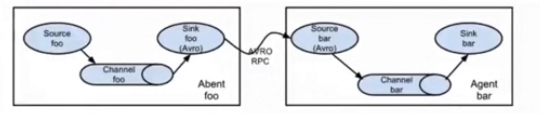 Source
foo
Sink
foo
(Avro)
Channel
foo
Abent
foo
AVRO
RPC
Source
bar
(Avro)
Sink
bar
Channel
bar
Agent
bar